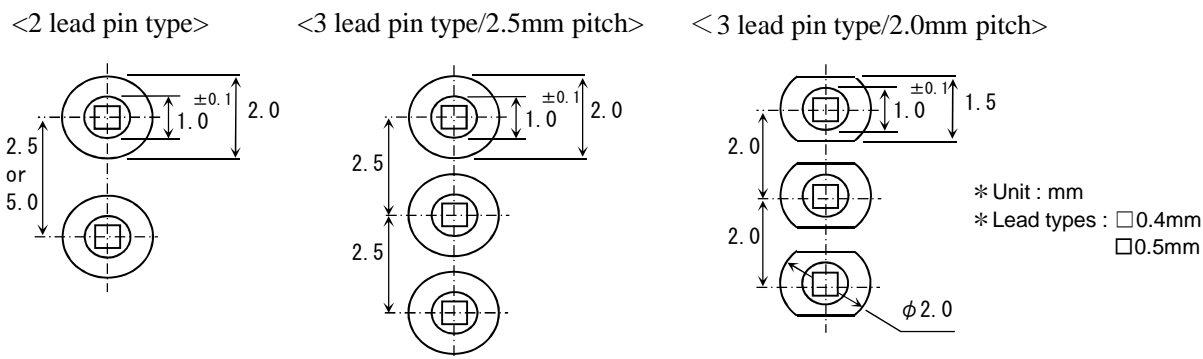 <2 lead pin type>
<3 lead pin type/2.5mm pitch>
＜3 lead pin type/2.0mm pitch>
2.5
or
5.0
1.0
±0.1
2.0
2.5
2.5
1.0
±0.1
2.0
2.0
2.0
1.0
±0.1
1.5
φ2.0
＊Unit : mm
＊Lead types : □0.4mm
□0.5mm